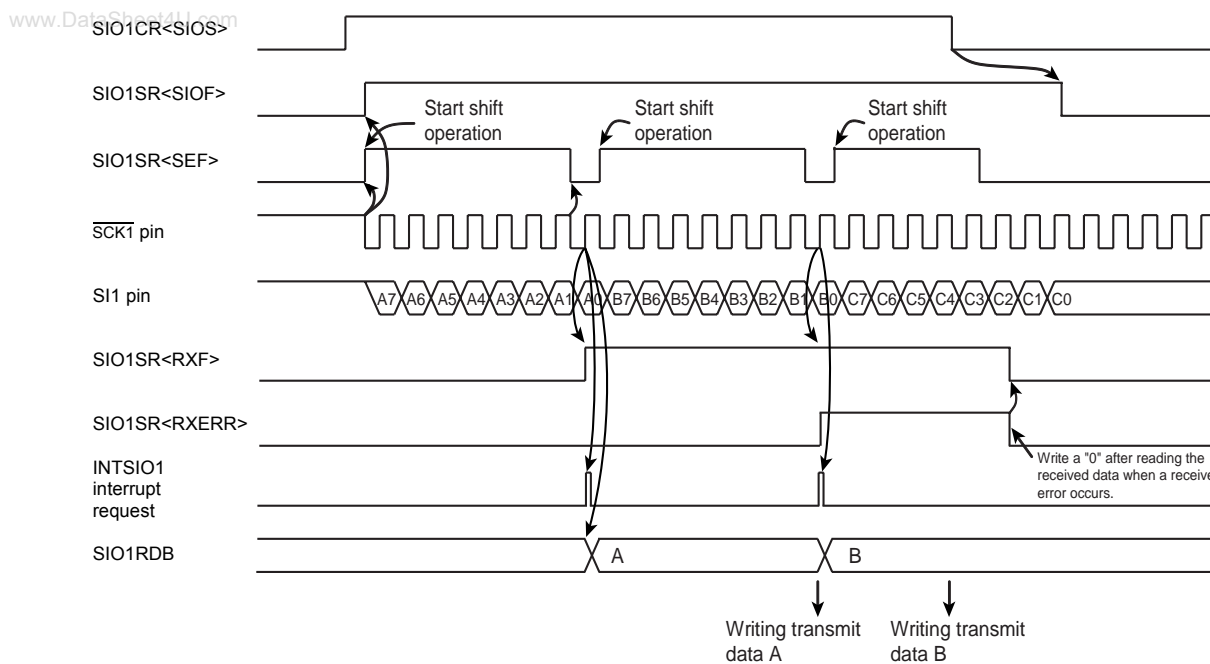 www.DataSheet4U.com
SIO1CR<SIOS>
SIO1SR<SIOF>
Start shift
operation
Start shift
operation
Start shift
operation
SIO1SR<SEF>
SCK1 pin
SI1 pin
A7 A6 A5 A4 A3 A2 A1 A0 B7 B6 B5 B4 B3 B2 B1 B0 C7 C6 C5 C4 C3 C2 C1 C0
SIO1SR<RXF>
SIO1SR<RXERR>
Write a "0" after reading the
received data when a receive
error occurs.
INTSIO1
interrupt
request
SIO1RDB
A
B
Writing transmit
data A
Writing transmit
data B